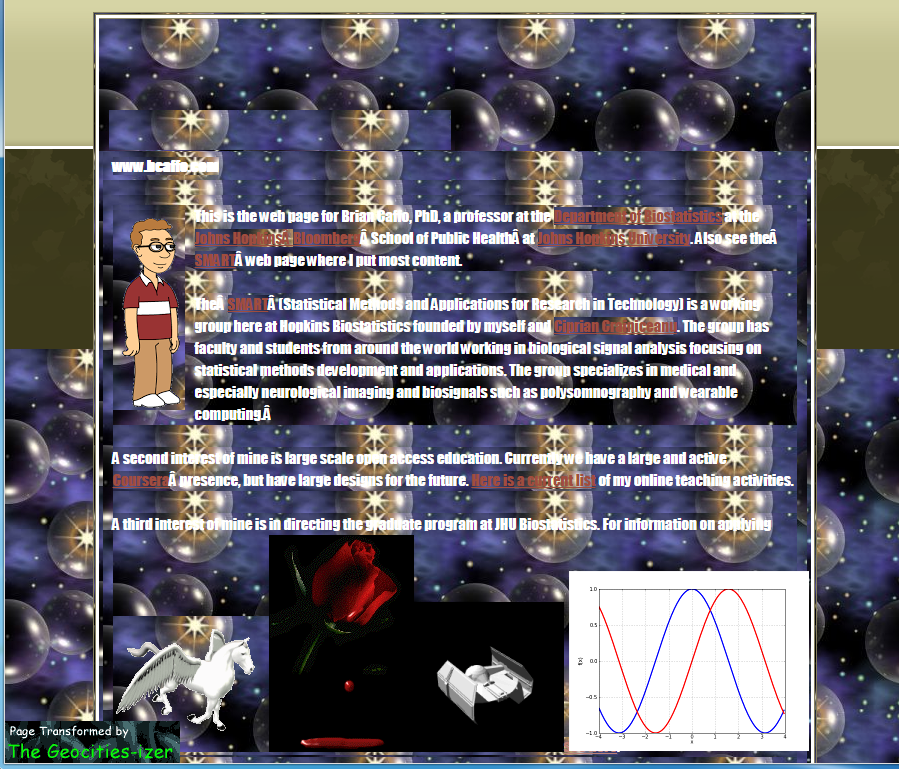 www.bcaffo.com
This is the web page for Brian Caffo, PhD, a professor at the Department of Biostatistics at the
Johns HopkinsÂ BloombergÂ School of Public HealthÂ at Johns Hopkins University. Also see theÂ
SMARTÂ web page where I put most content.
TheÂ SMARTÂ (Statistical Methods and Applications for Research in Technology) is a working
group here at Hopkins Biostatistics founded by myself and Ciprian Crainiceanu. The group has
faculty and students from around the world working in biological signal analysis focusing on
statistical methods development and applications. The group specializes in medical and
especially neurological imaging and biosignals such as polysomnography and wearable
computing.Â
A second interest of mine is large scale open access education. Currently we have a large and active
CourseraÂ presence, but have large designs for the future. Here is a current list of my online teaching activities.
A third interest of mine is in directing the graduate program at JHU Biostatistics. For information on applying
1.0
0.5
0.0
−0.5
−1.0
f(x)
−4 −3 −2 −1 0 1 2 3 4
x
Page Transformed by
The Geocities-izer